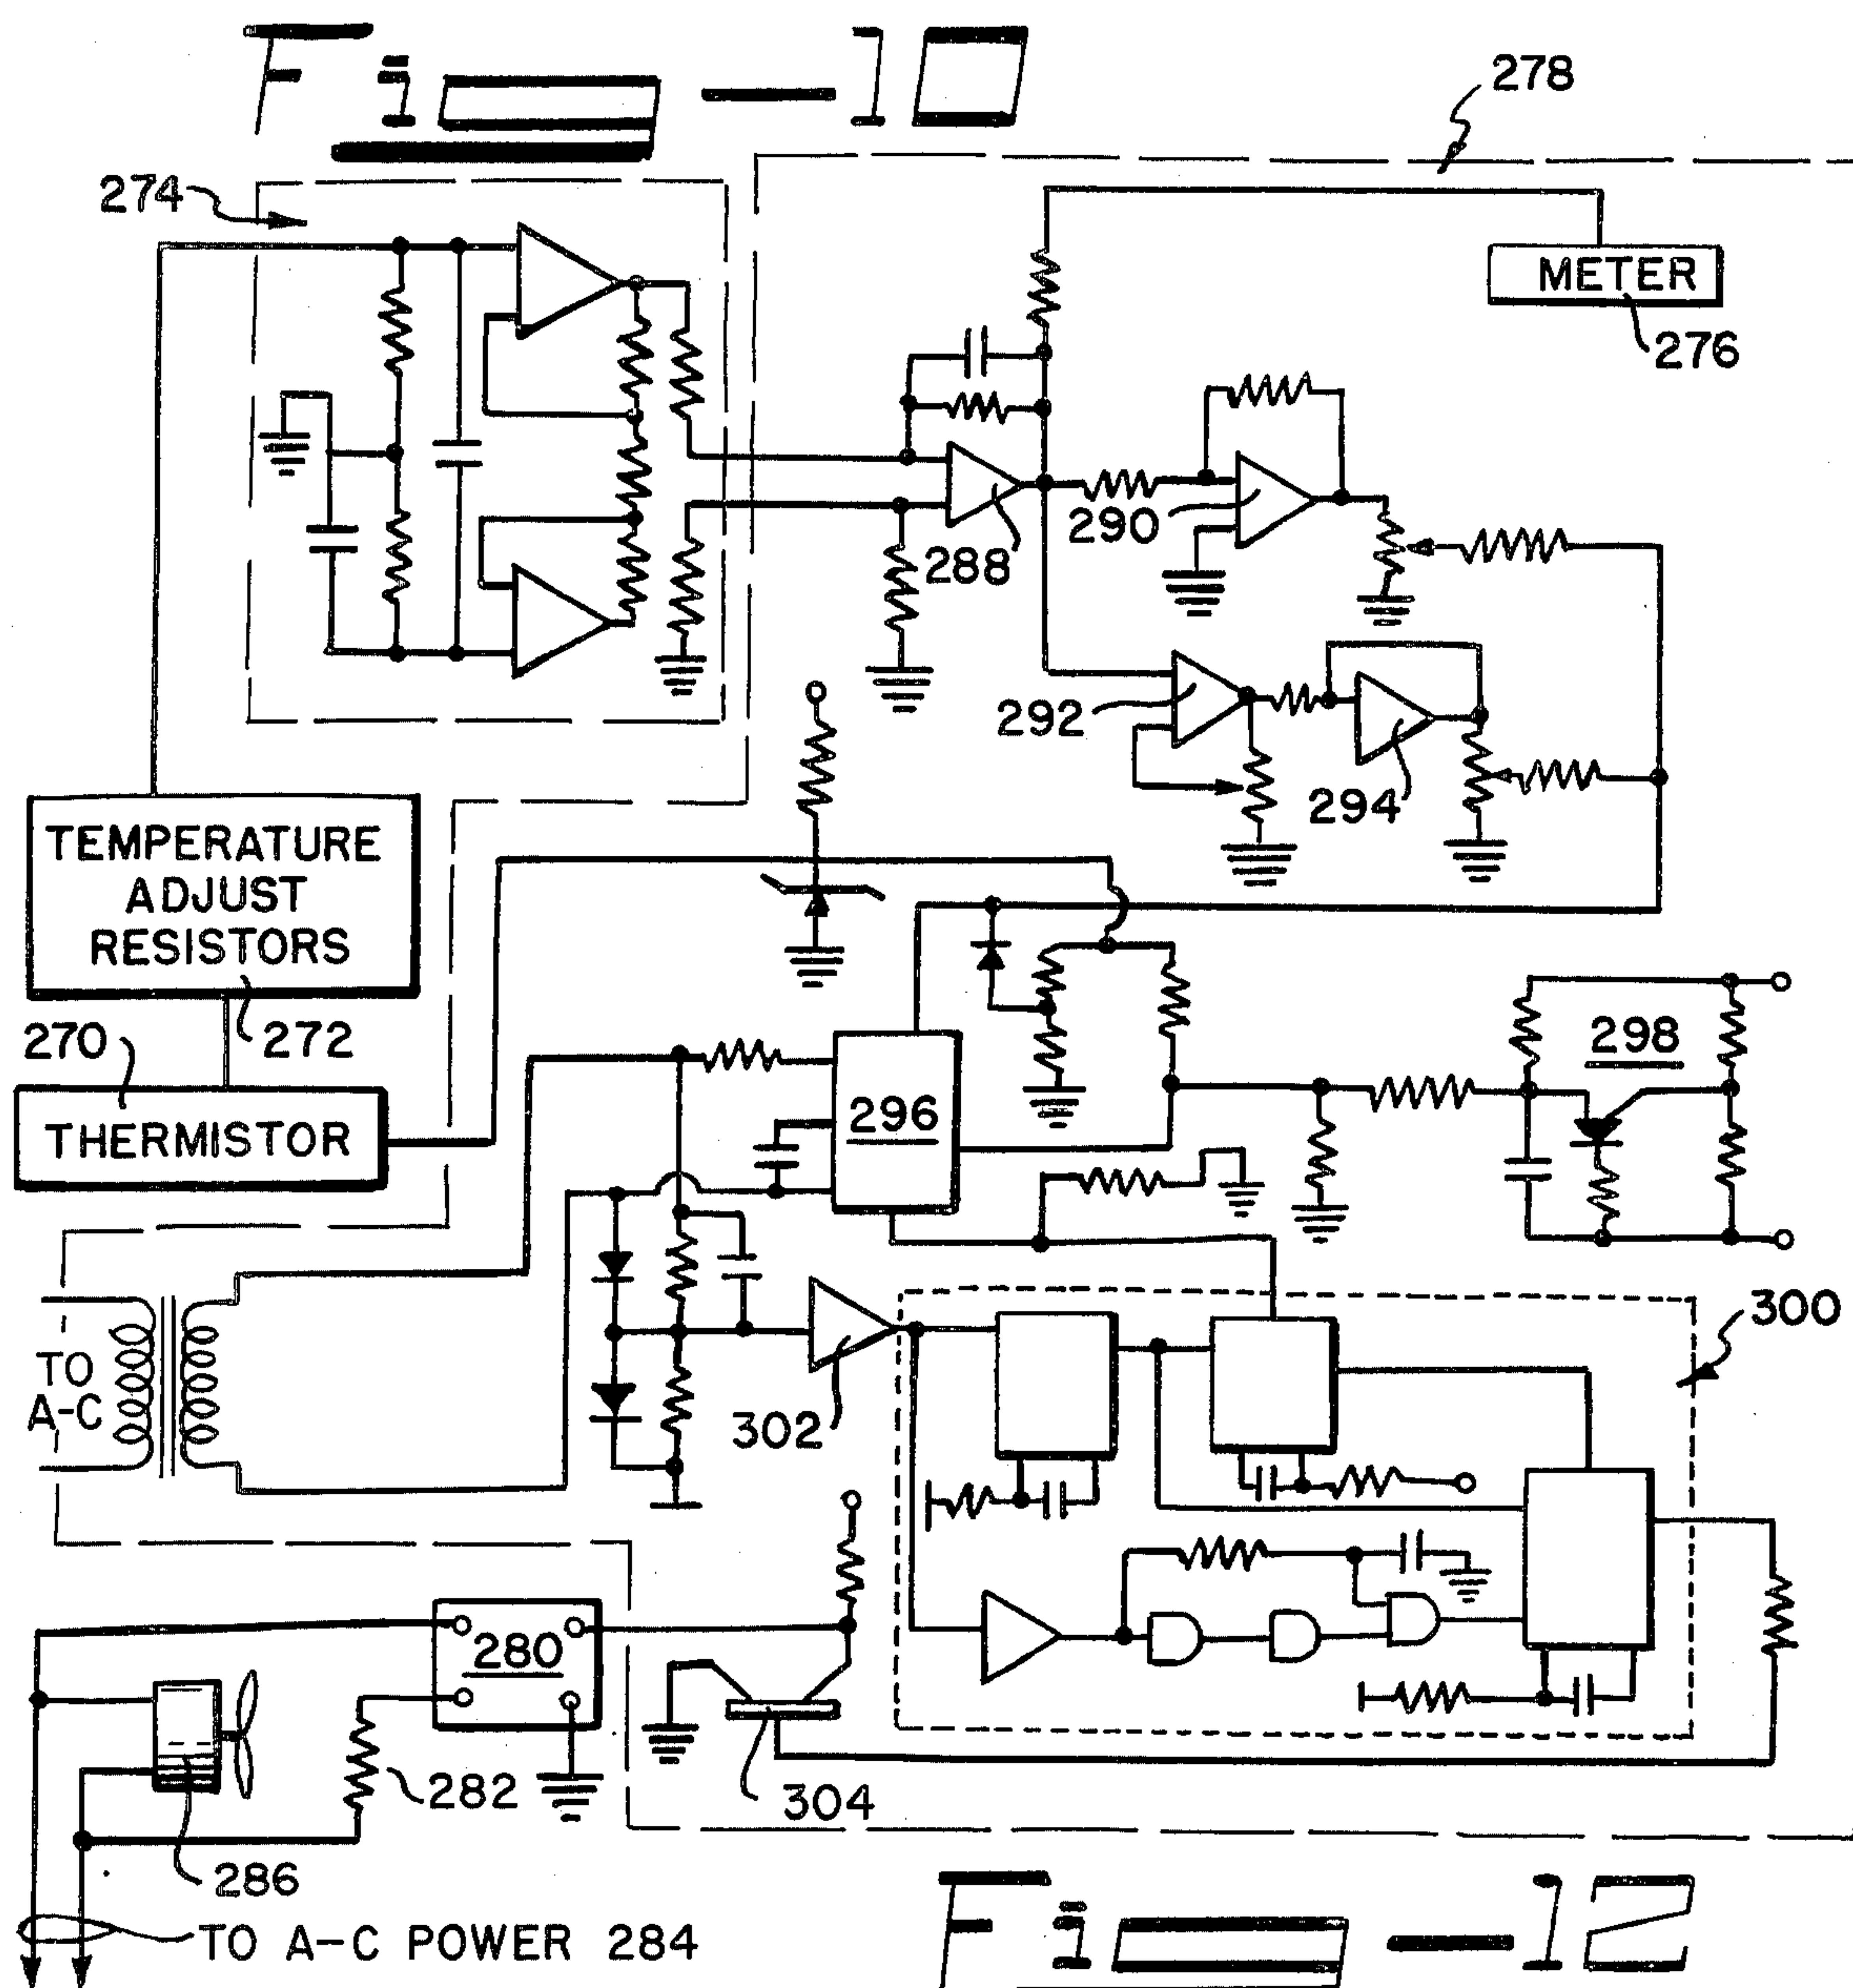 Fig-10
278
274
METER
276
290
288
292
294
TEMPERATURE
ADJUST
RESISTORS
270
272
298
THERMISTOR
296
300
TO
A-C
302
280
282
304
286
TO A-C POWER 284
Fig-12